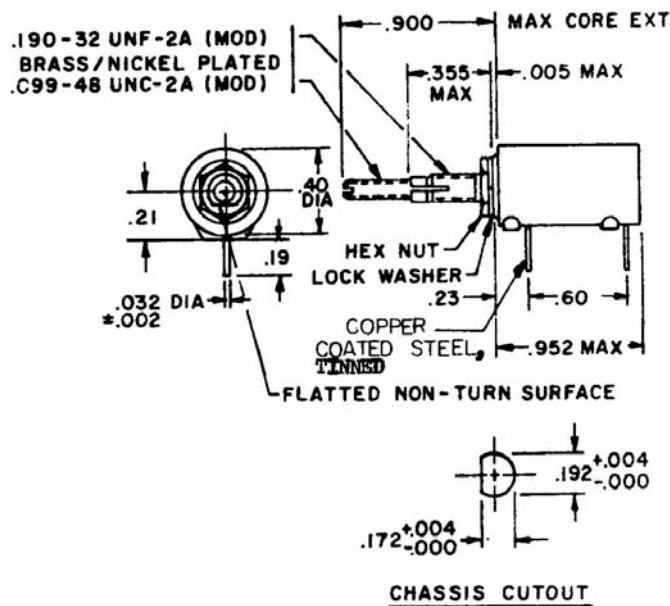 .900
MAX CORE EXT
.190-32 UNF-2A (MOD)
BRASS/NICKEL PLATED
.C99-48 UNC-2A (MOD)
.355
MAX
.005 MAX
.40
DIA
.21
.19
HEX NUT
LOCK WASHER
.032 DIA
±.002
.23
.60
COPPER
COATED STEEL,
TINNED
.952 MAX
FLATTED NON-TURN SURFACE
.192+.004
-.000
.172+.004
-.000
CHASSIS CUTOUT